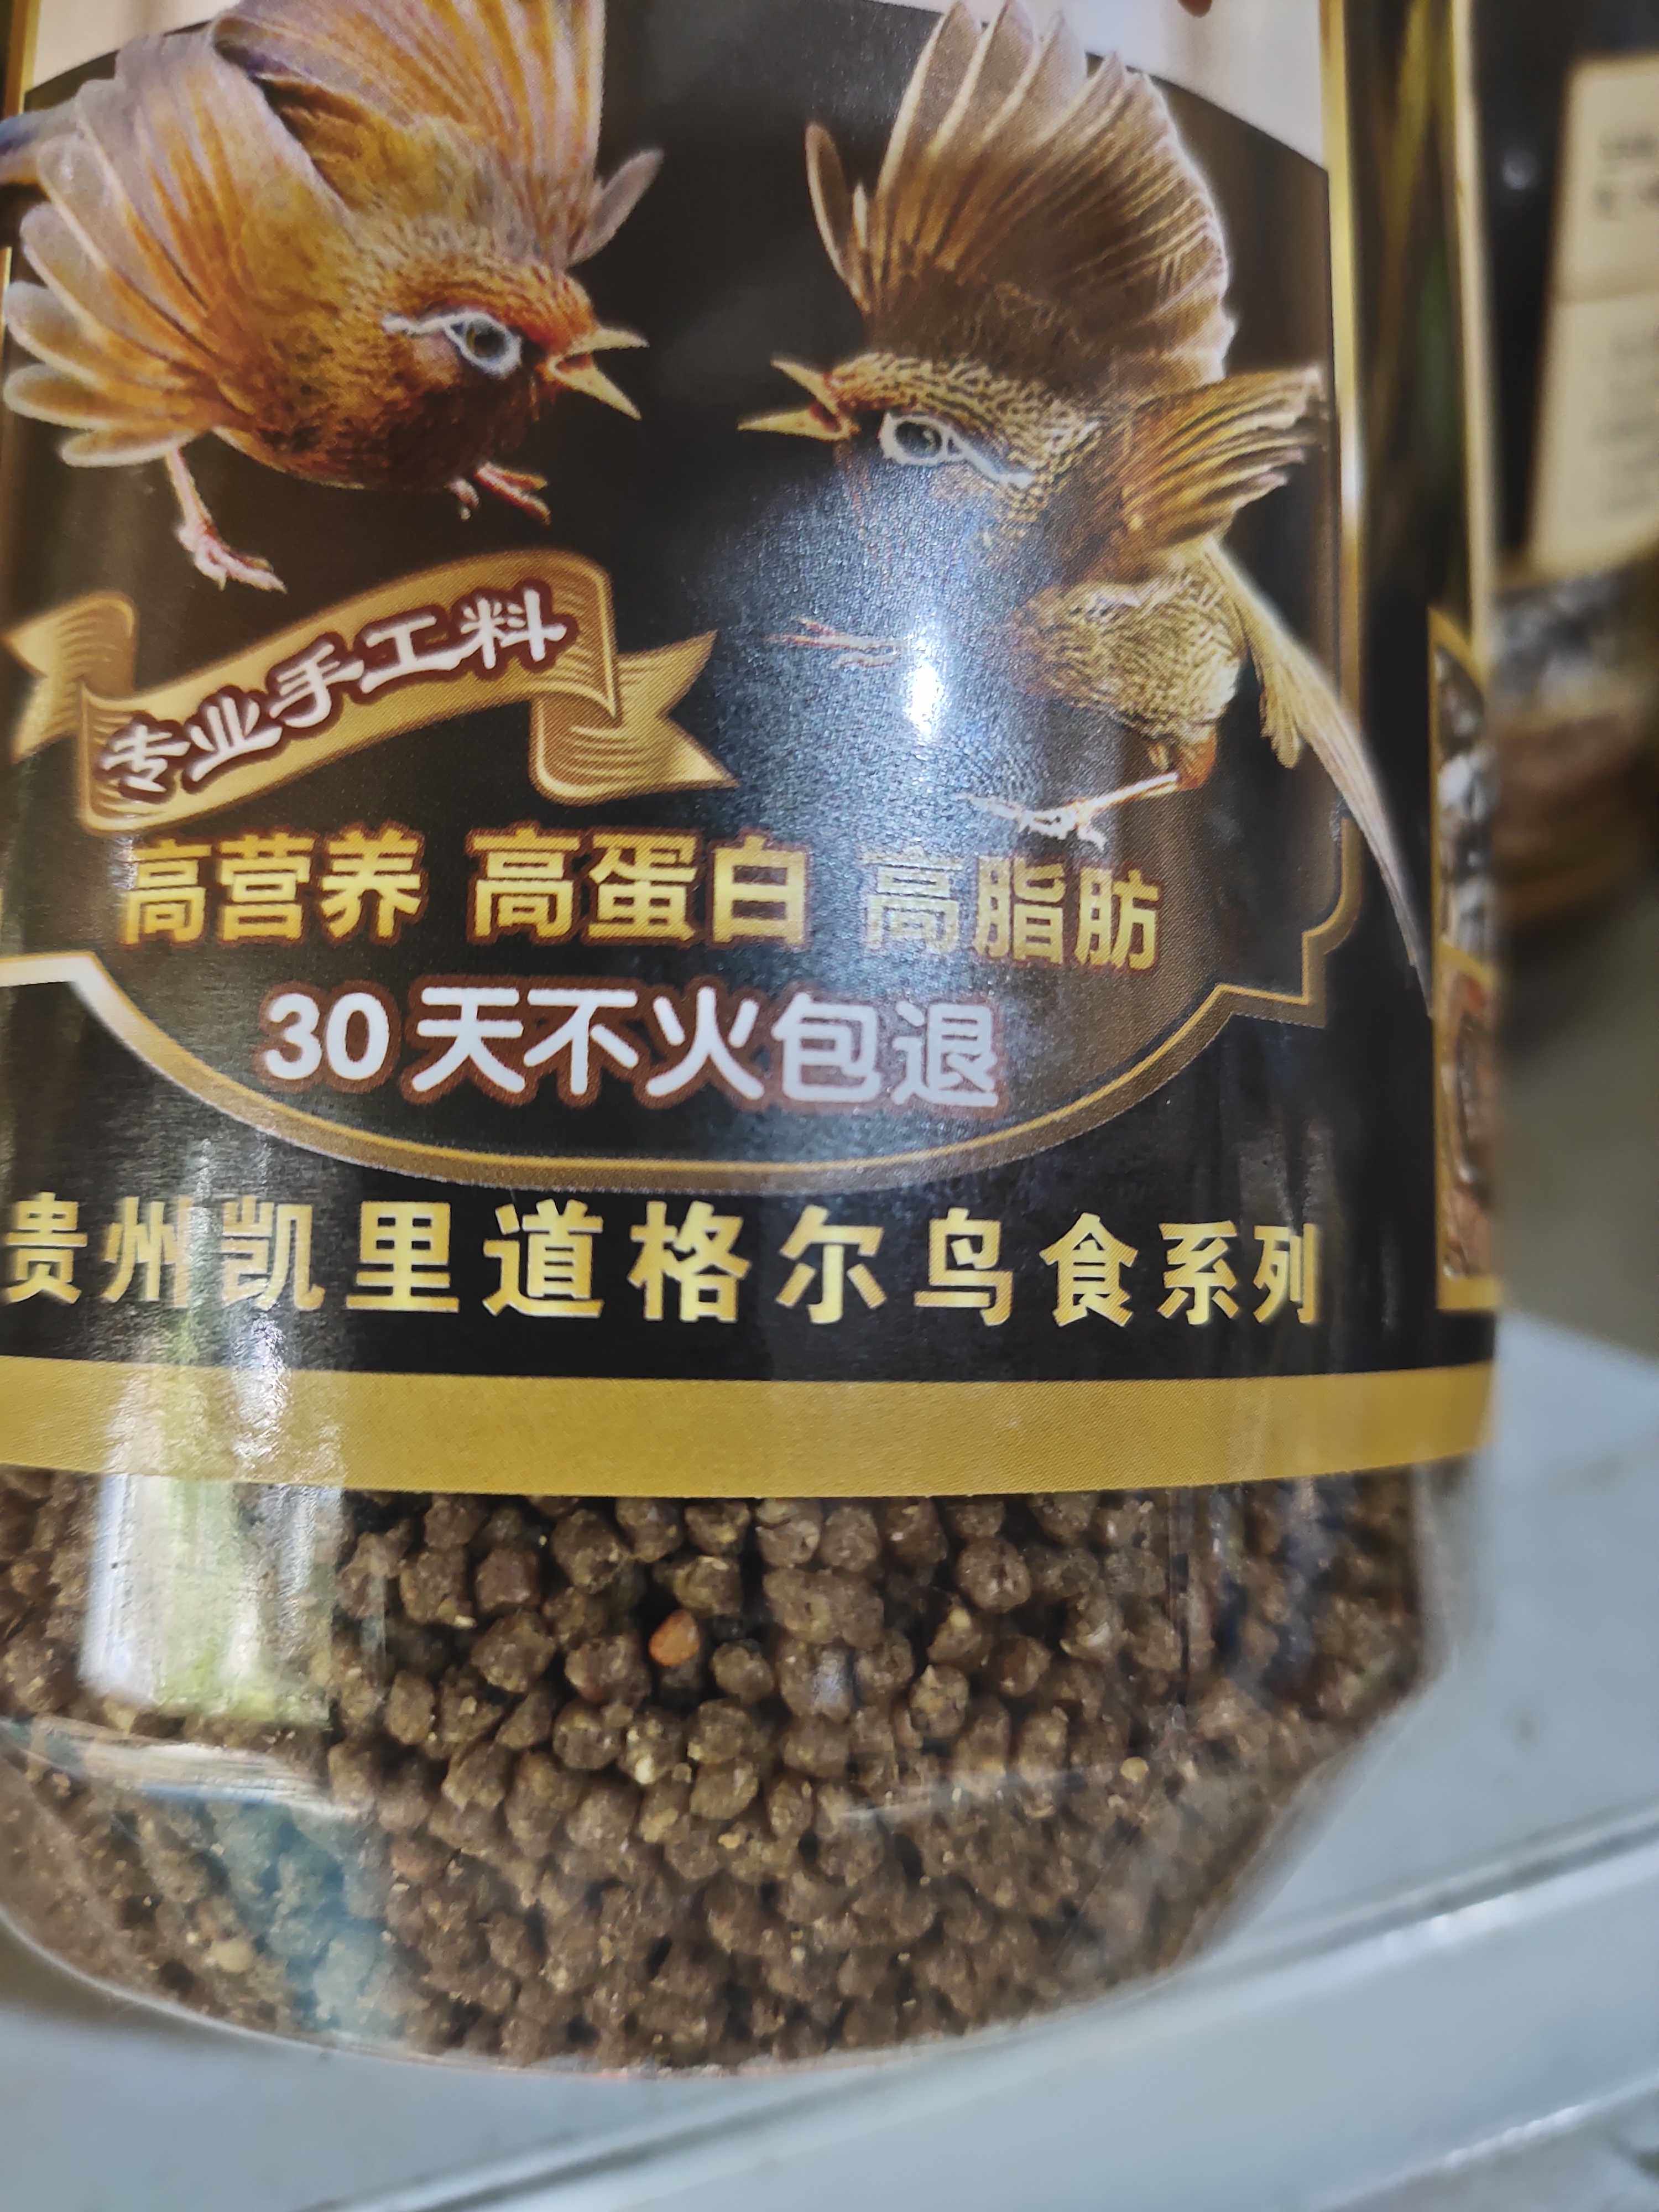 专业手工料
高营养 高蛋白 高脂肪
30天不火包退
贵州凯里道格尔鸟食系列